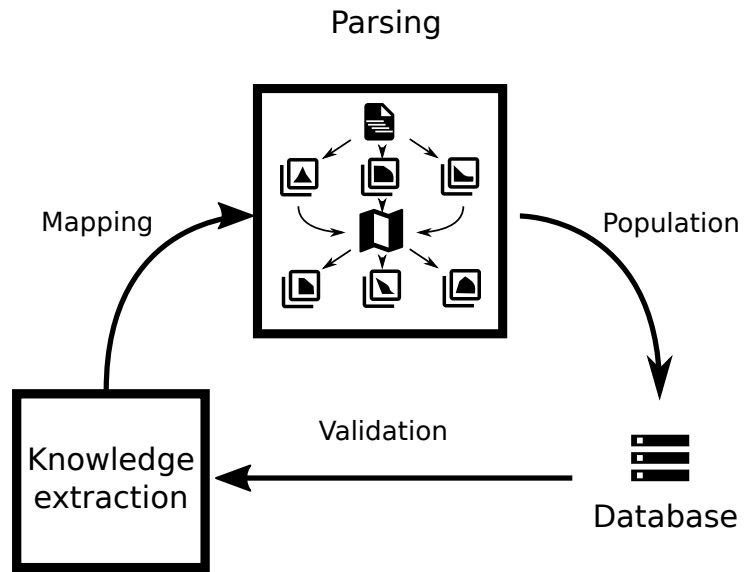 Parsing
Mapping
Population
Validation
Knowledge
extraction
Database